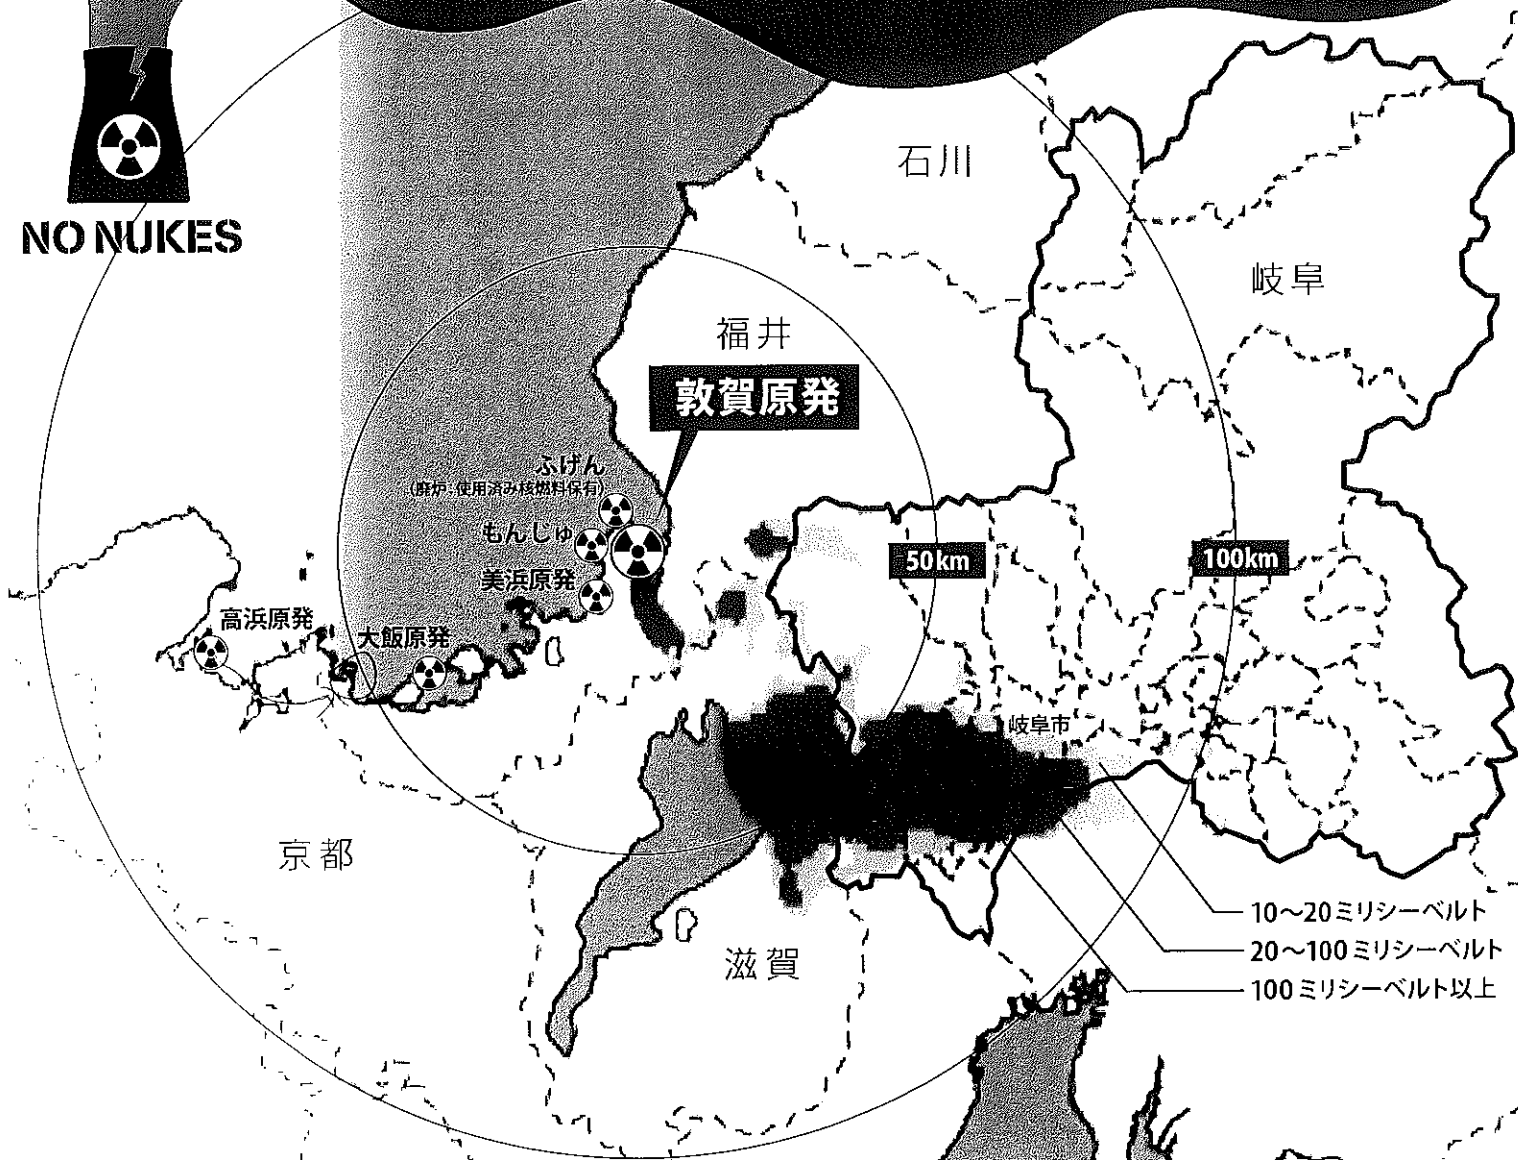 NO NUKES
石川
岐阜
福井
敦賀原発
ふげん
(廃炉:使用済み核燃料保有)
もんじゅ
50km
100km
美浜原発
高浜原発
大飯原発
岐阜市
京都
10～20ミリシーベルト
20～100ミリシーベルト
滋賀
100ミリシーベルト以上